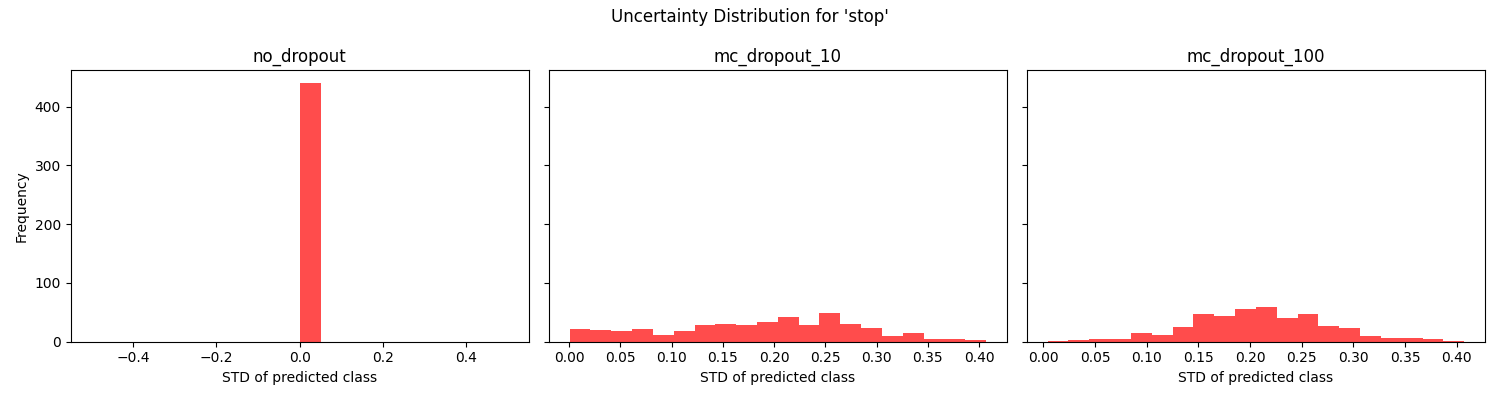 Uncertainty Distribution for 'stop'
no_dropout
mc_dropout_10
mc_dropout_100
Frequency
400
300
200
100
0
−0.4 −0.2 0.0 0.2 0.4
0.00 0.05 0.10 0.15 0.20 0.25 0.30 0.35 0.40
0.00 0.05 0.10 0.15 0.20 0.25 0.30 0.35 0.40
STD of predicted class
STD of predicted class
STD of predicted class